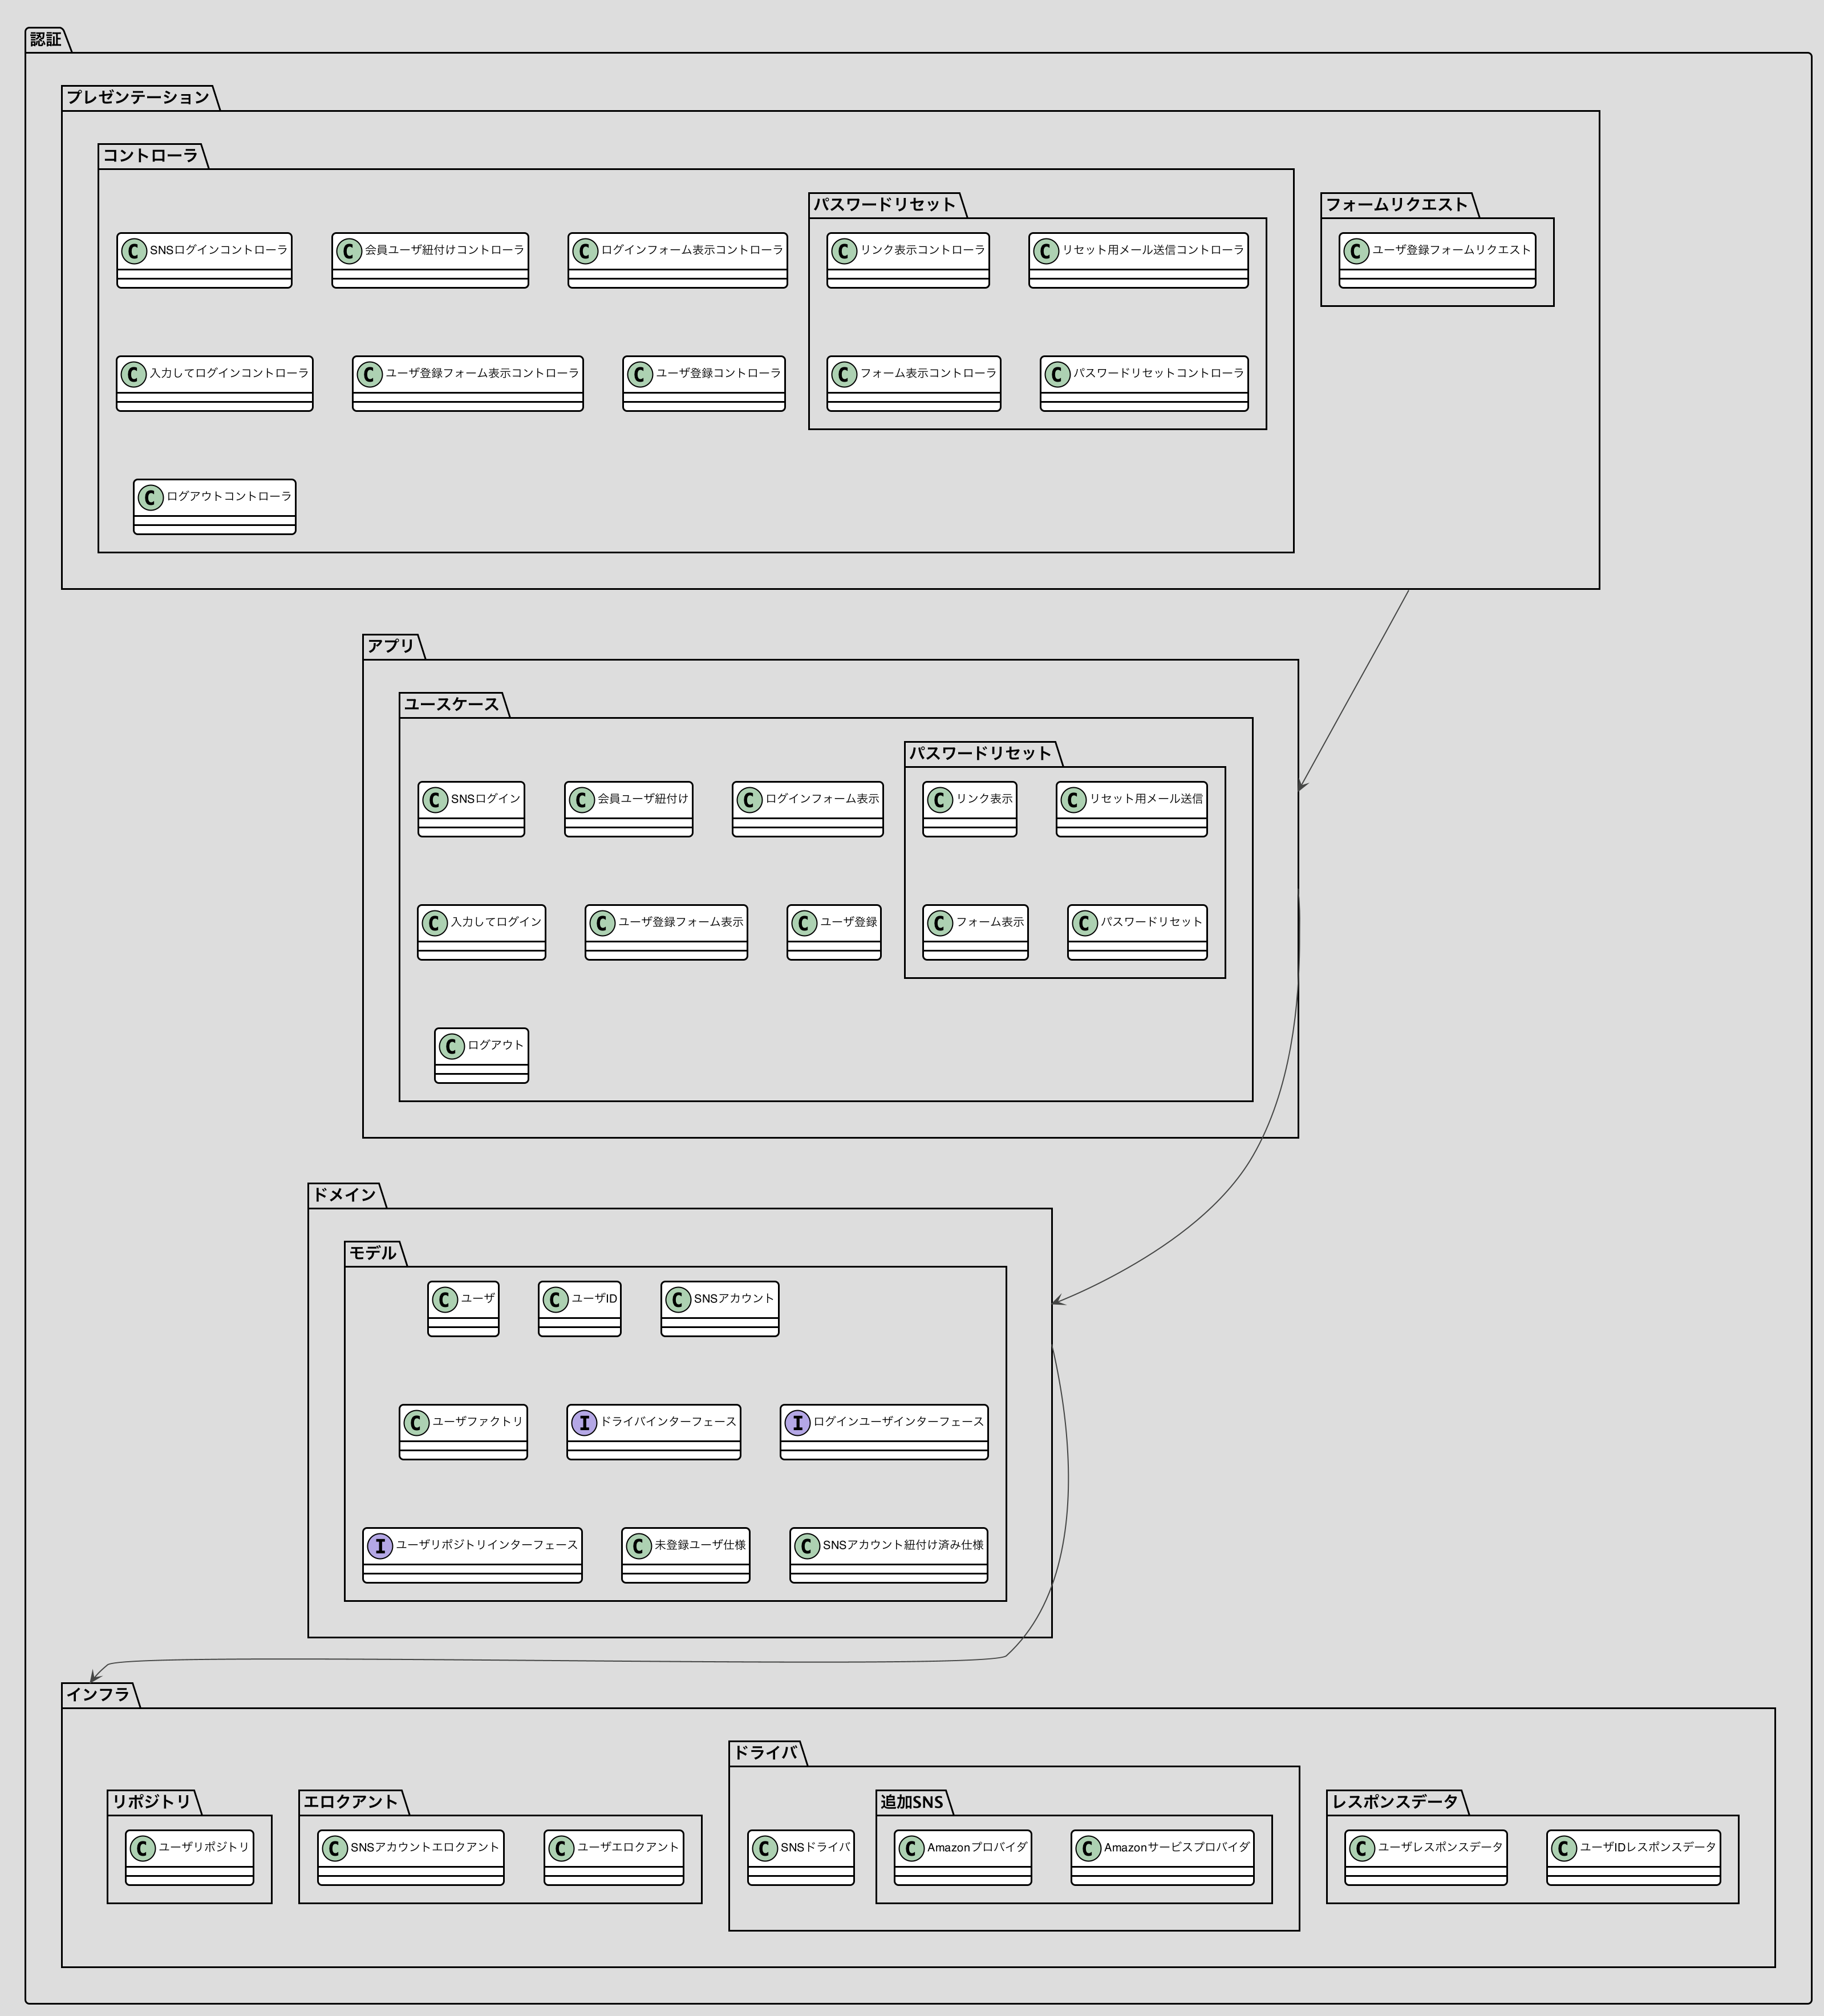 認証
プレゼンテーション
コントローラ
パスワードリセット
フォームリクエスト
C SNSログインコントローラ
C 会員ユーザ紐付けコントローラ
C ログインフォーム表示コントローラ
C リンク表示コントローラ
C リセット用メール送信コントローラ
C ユーザ登録フォームリクエスト
C 入力してログインコントローラ
C ユーザ登録フォーム表示コントローラ
C ユーザ登録コントローラ
C フォーム表示コントローラ
C パスワードリセットコントローラ
C ログアウトコントローラ
アプリ
ユースケース
パスワードリセット
C SNSログイン
C 会員ユーザ紐付け
C ログインフォーム表示
C リンク表示
C リセット用メール送信
C 入力してログイン
C ユーザ登録フォーム表示
C ユーザ登録
C フォーム表示
C パスワードリセット
C ログアウト
ドメイン
モデル
C ユーザ
C ユーザID
C SNSアカウント
C ユーザファクトリ
I ドライバインターフェース
I ログインユーザインターフェース
I ユーザリポジトリインターフェース
C 未登録ユーザ仕様
C SNSアカウント紐付け済み仕様
インフラ
ドライバ
リポジトリ
エロクアント
追加SNS
レスポンスデータ
C ユーザリポジトリ
C SNSアカウントエロクアント
C ユーザエロクアント
C SNSドライバ
C Amazonプロバイダ
C Amazonサービスプロバイダ
C ユーザレスポンスデータ
C ユーザIDレスポンスデータ